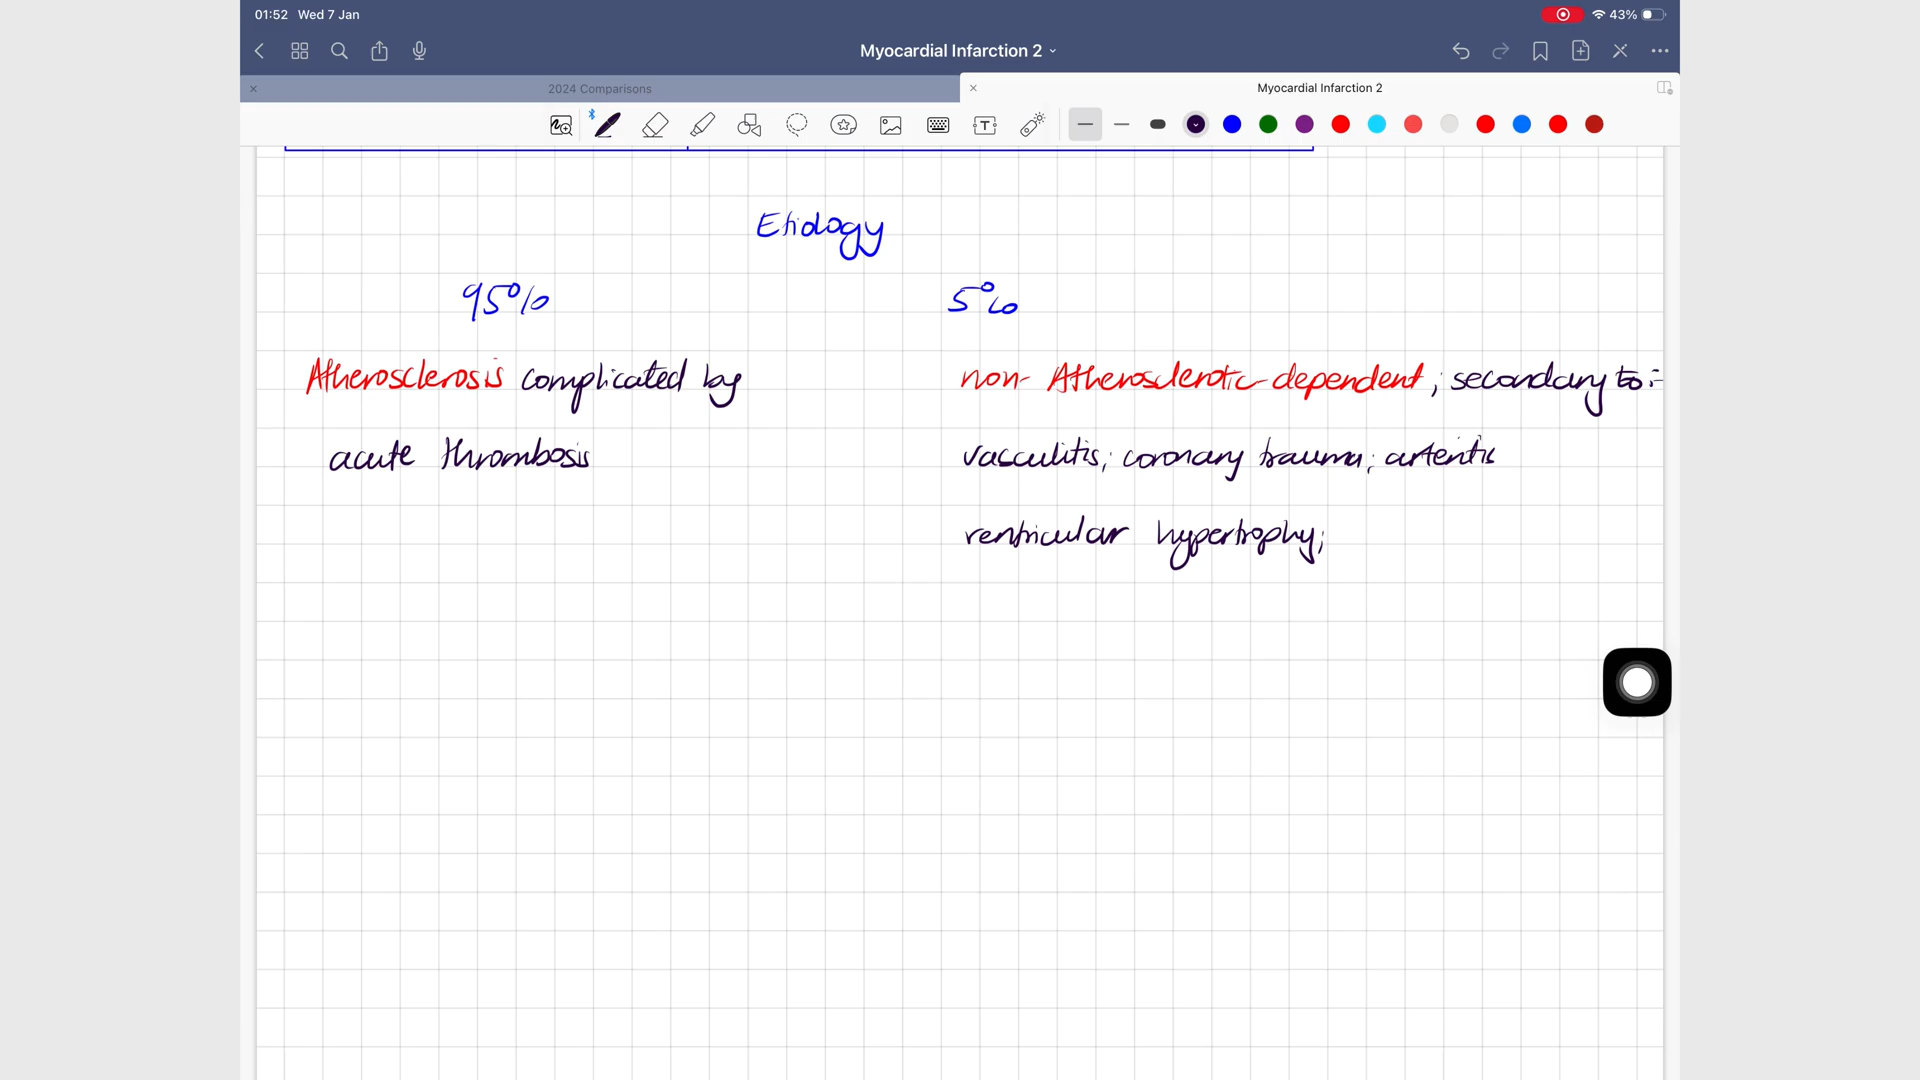 01:52 Wed 7 Jan
43%
Myocardial Infarction 2
2024 Comparisons
Myocardial Infarction 2
Etiology
95%
5%
Atherosclerosis complicated by
acute thrombosis
non-Atherosclerotic-dependent; secondary to:-
vasculitis; coronary trauma; arteritis
ventricular hypertrophy;